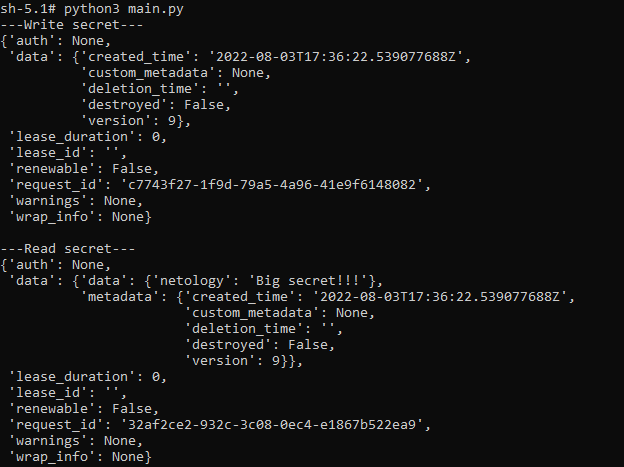 sh-5.1# python3 main.py
---Write secret---
{'auth': None,
 'data': {'created_time': '2022-08-03T17:36:22.539077688Z',
          'custom_metadata': None,
          'deletion_time': '',
          'destroyed': False,
          'version': 9},
 'lease_duration': 0,
 'lease_id': '',
 'renewable': False,
 'request_id': 'c7743f27-1f9d-79a5-4a96-41e9f6148082',
 'warnings': None,
 'wrap_info': None}

---Read secret---
{'auth': None,
 'data': {'data': {'netology': 'Big secret!!!'},
          'metadata': {'created_time': '2022-08-03T17:36:22.539077688Z',
                       'custom_metadata': None,
                       'deletion_time': '',
                       'destroyed': False,
                       'version': 9}},
 'lease_duration': 0,
 'lease_id': '',
 'renewable': False,
 'request_id': '32af2ce2-932c-3c08-0ec4-e1867b522ea9',
 'warnings': None,
 'wrap_info': None}